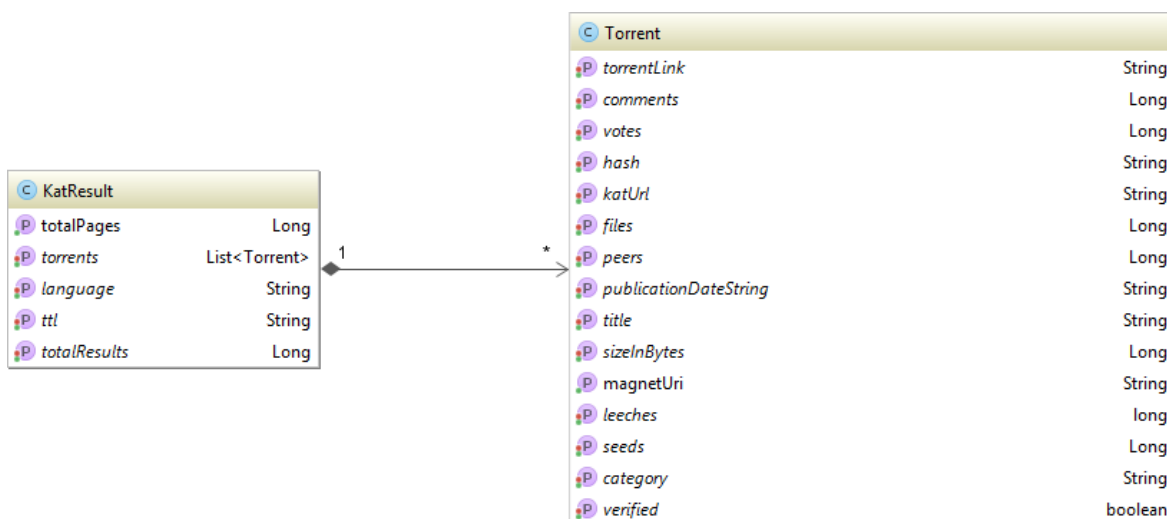 C KatResult
P totalPages Long
P torrents List<Torrent>
P language String
P ttl String
P totalResults Long
1 *
C Torrent
P torrentLink String
P comments Long
P votes Long
P hash String
P katUrl String
P files Long
P peers Long
P publicationDateString String
P title String
P sizeInBytes Long
P magnetUri String
P leeches long
P seeds Long
P category String
P verified boolean